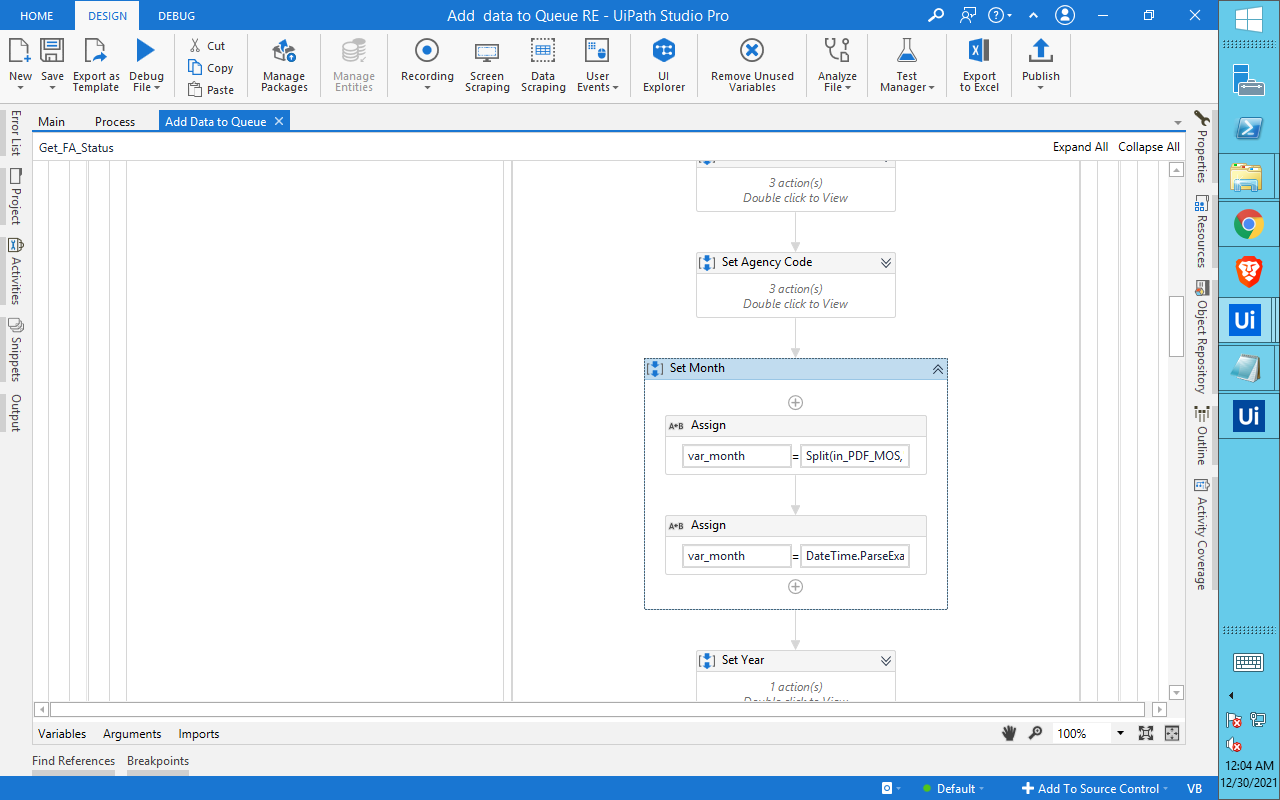 HOME DESIGN DEBUG Add data to Queue RE - UiPath Studio Pro
New Save Export as Template Debug File Cut Copy Paste Manage Packages Manage Entities Recording Screen Scraping Data Scraping User Events UI Explorer Remove Unused Variables Analyze File Test Manager Export to Excel Publish
Main Process Add Data to Queue
Get_FA_Status Expand All Collapse All
Error List
Project
Activities
Snippets
Output
3 action(s)
Double click to View
Set Agency Code
3 action(s)
Double click to View
Set Month
A+B Assign
var_month = Split(in_PDF_MOS,
A+B Assign
var_month = DateTime.ParseExa
Set Year
1 action(s)
Double click to View
Properties
Resources
Object Repository
Outline
Activity Coverage
Variables Arguments Imports 100%
Find References Breakpoints
Default Add To Source Control VB
Ui
Ui
12:04 AM
12/30/2021